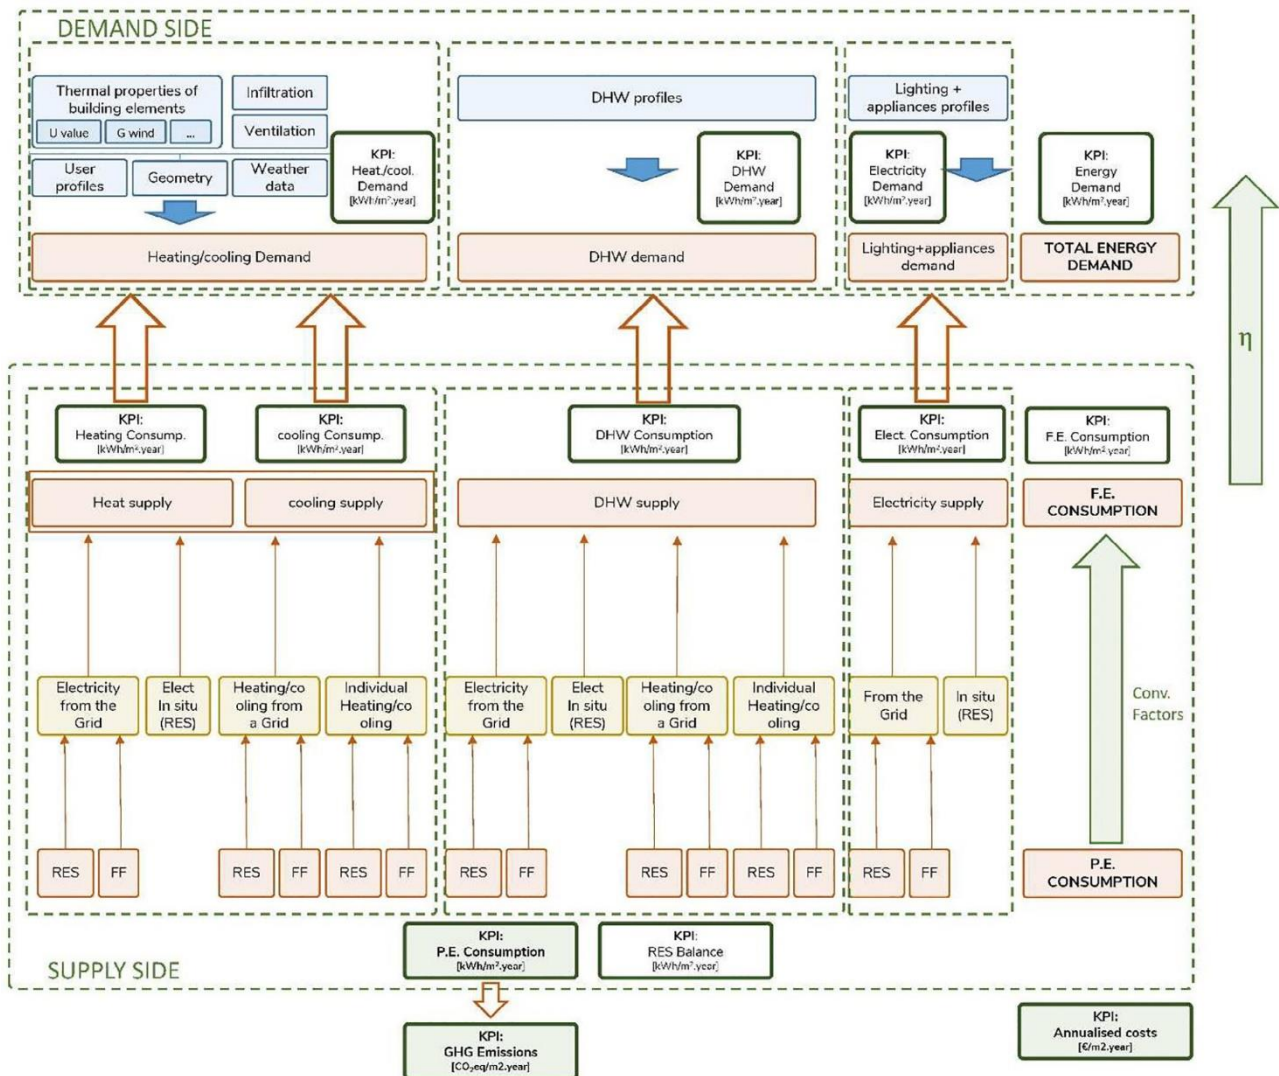 DEMAND SIDE
Thermal properties of
building elements
U value
G wind
...
Infiltration
Ventilation
User
profiles
Geometry
Weather
data
KPI:
Heat./cool.
Demand
[kWh/m².year]
Heating/cooling Demand
DHW profiles
KPI:
DHW
Demand
[kWh/m².year]
DHW demand
Lighting +
appliances profiles
KPI:
Electricity
Demand
[kWh/m².year]
Lighting+appliances
demand
KPI:
Energy
Demand
[kWh/m².year]
TOTAL ENERGY
DEMAND
η
KPI:
Heating Consump.
[kWh/m².year]
KPI:
cooling Consump.
[kWh/m².year]
KPI:
DHW Consumption
[kWh/m².year]
KPI:
Elect. Consumption
[kWh/m².year]
KPI:
F.E. Consumption
[kWh/m².year]
Heat supply
cooling supply
DHW supply
Electricity supply
F.E.
CONSUMPTION
Electricity
from the
Grid
Elect
In situ
(RES)
Heating/co
oling from
a Grid
Individual
Heating/co
oling
Electricity
from the
Grid
Elect
In situ
(RES)
Heating/co
oling from
a Grid
Individual
Heating/co
oling
From the
Grid
In situ
(RES)
Conv.
Factors
RES
FF
RES
FF
RES
FF
RES
FF
RES
FF
RES
FF
RES
FF
P.E.
CONSUMPTION
KPI:
P.E. Consumption
[kWh/m².year]
KPI:
RES Balance
[kWh/m².year]
SUPPLY SIDE
KPI:
GHG Emissions
[CO₂eq/m2.year]
KPI:
Annualised costs
[€/m2.year]